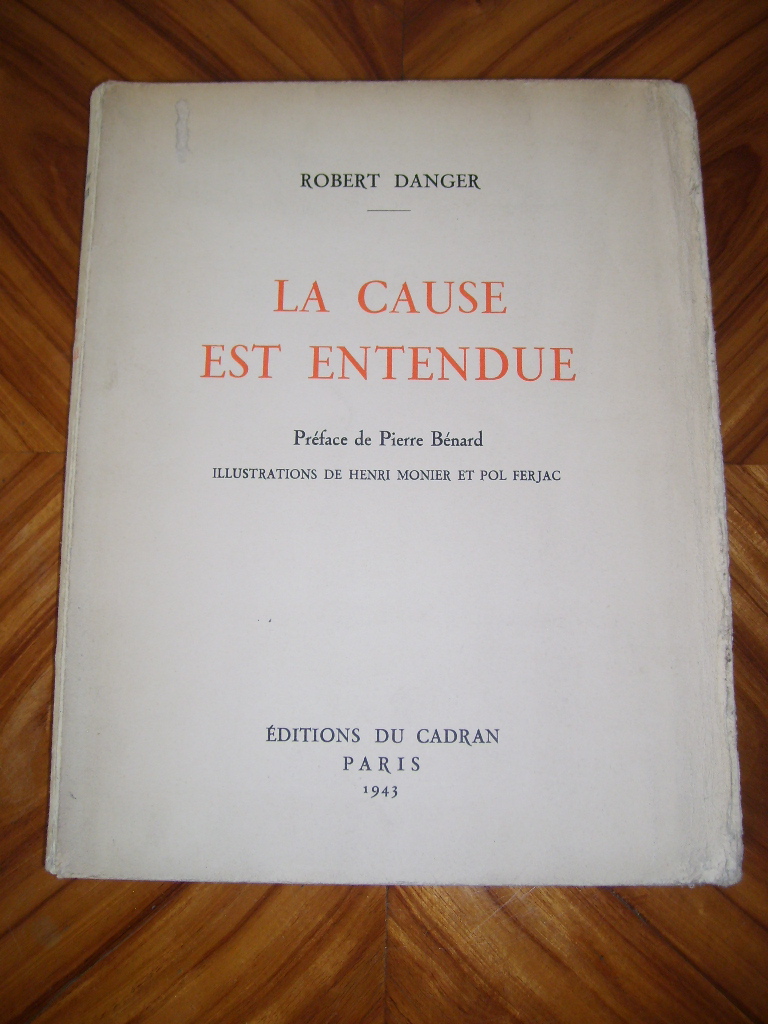 ROBERT DANGER
LA CAUSE
EST ENTENDUE
Préface de Pierre Bénard
ILLUSTRATIONS DE HENRI MONIER ET POL FERJAC
ÉDITIONS DU CADRAN
PARIS
1943